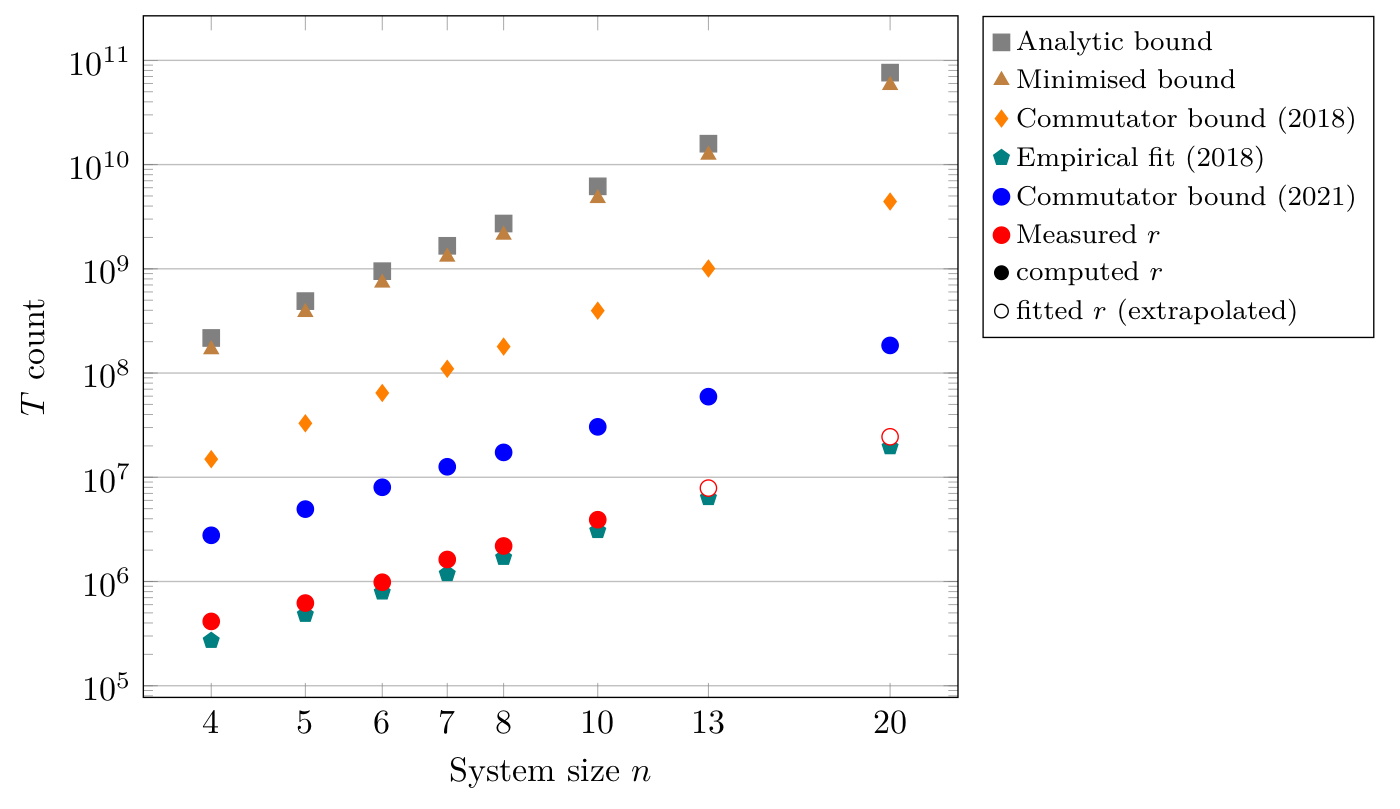 10^11
10^10
10^9
10^8
10^7
10^6
10^5
T count
4 5 6 7 8 10 13 20
System size n
Analytic bound
Minimised bound
Commutator bound (2018)
Empirical fit (2018)
Commutator bound (2021)
Measured r
computed r
fitted r (extrapolated)